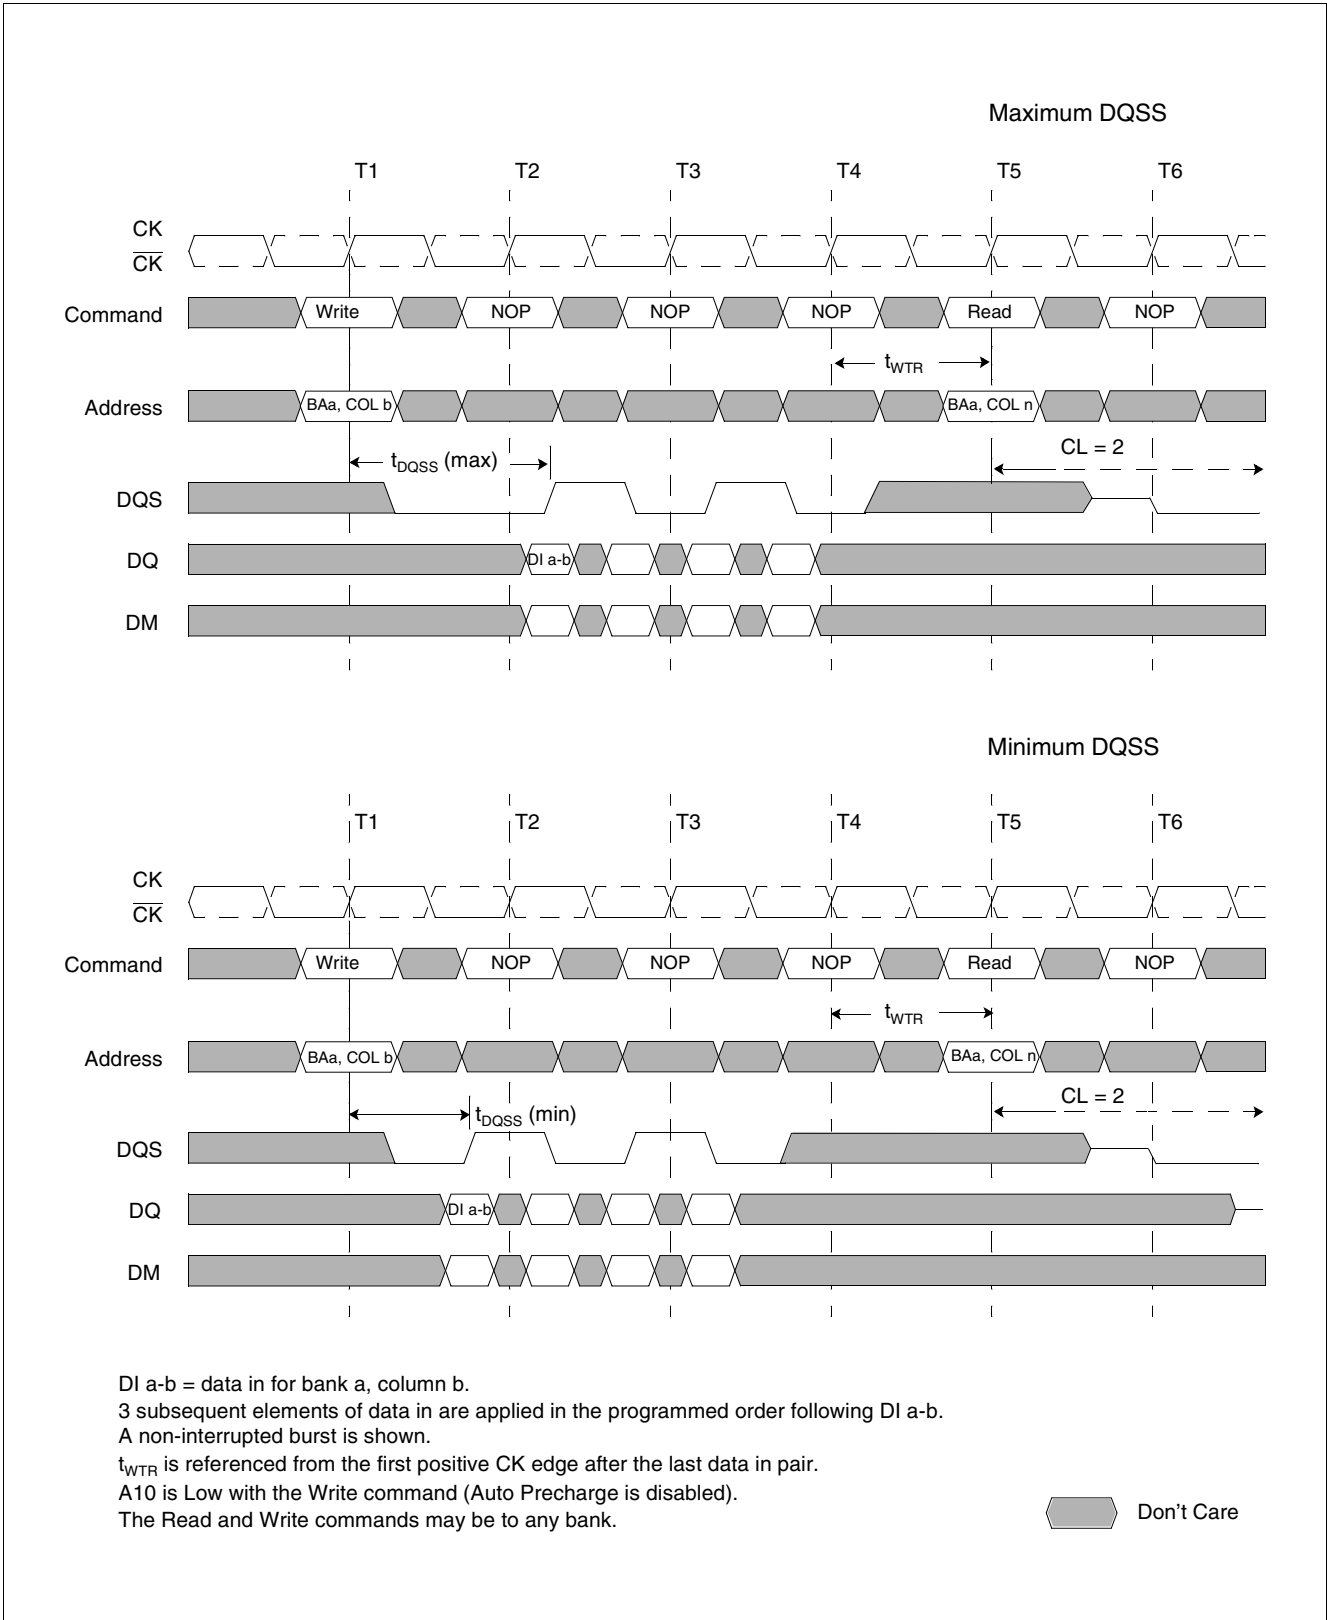 Maximum DQSS
T1 T2 T3 T4 T5 T6
CK
CK
Command Write NOP NOP NOP Read NOP
tWTR
Address BAa, COL b BAa, COL n
tDQSS (max) CL = 2
DQS
DQ DI a-b
DM
Minimum DQSS
T1 T2 T3 T4 T5 T6
CK
CK
Command Write NOP NOP NOP Read NOP
tWTR
Address BAa, COL b BAa, COL n
tDQSS (min) CL = 2
DQS
DQ DI a-b
DM
DI a-b = data in for bank a, column b.
3 subsequent elements of data in are applied in the programmed order following DI a-b.
A non-interrupted burst is shown.
tWTR is referenced from the first positive CK edge after the last data in pair.
A10 is Low with the Write command (Auto Precharge is disabled).
The Read and Write commands may be to any bank.
Don't Care